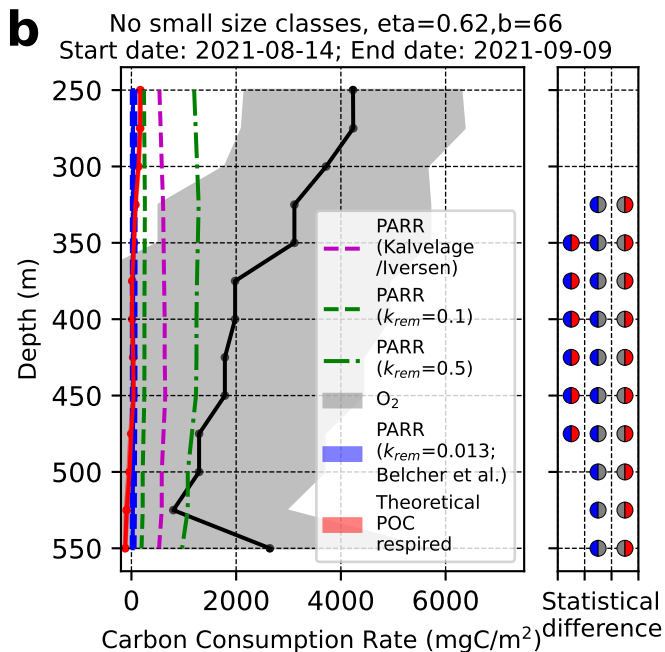 b
No small size classes, eta=0.62,b=66
Start date: 2021-08-14; End date: 2021-09-09
250
300
350
400
450
500
550
Depth (m)
PARR
(Kalvelage
/Iversen)
PARR
(k_rem=0.1)
PARR
(k_rem=0.5)
O₂
PARR
(k_rem=0.013;
Belcher et al.)
Theoretical
POC
respired
0 2000 4000 6000
Carbon Consumption Rate (mgC/m²)
Statistical
difference